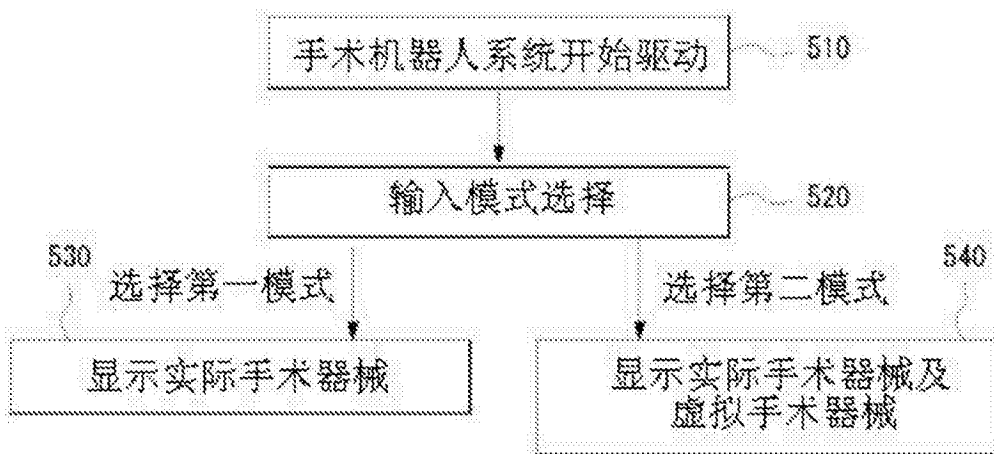 手术机器人系统开始驱动
510
输入模式选择
520
530
选择第一模式
选择第二模式
540
显示实际手术器械
显示实际手术器械及
虚拟手术器械